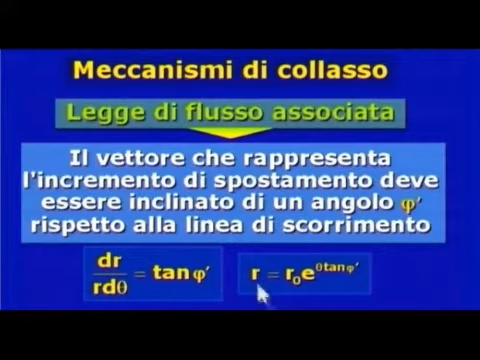 Meccanismi di collasso
Legge di flusso associata
Il vettore che rappresenta
l'incremento di spostamento deve
essere inclinato di un angolo φ′
rispetto alla linea di scorrimento
dr/rdθ = tanφ′
r = r₀e^θtanφ′